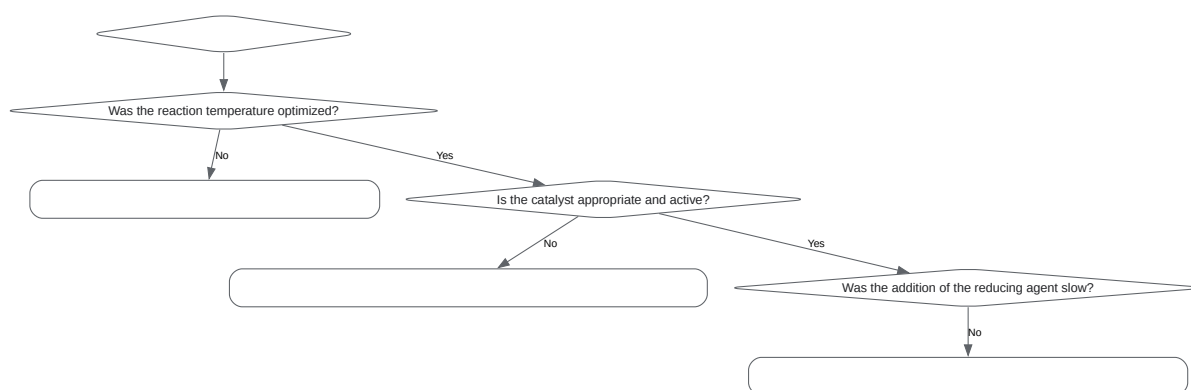 Was the reaction temperature optimized?
No
Yes
Is the catalyst appropriate and active?
No
Yes
Was the addition of the reducing agent slow?
No